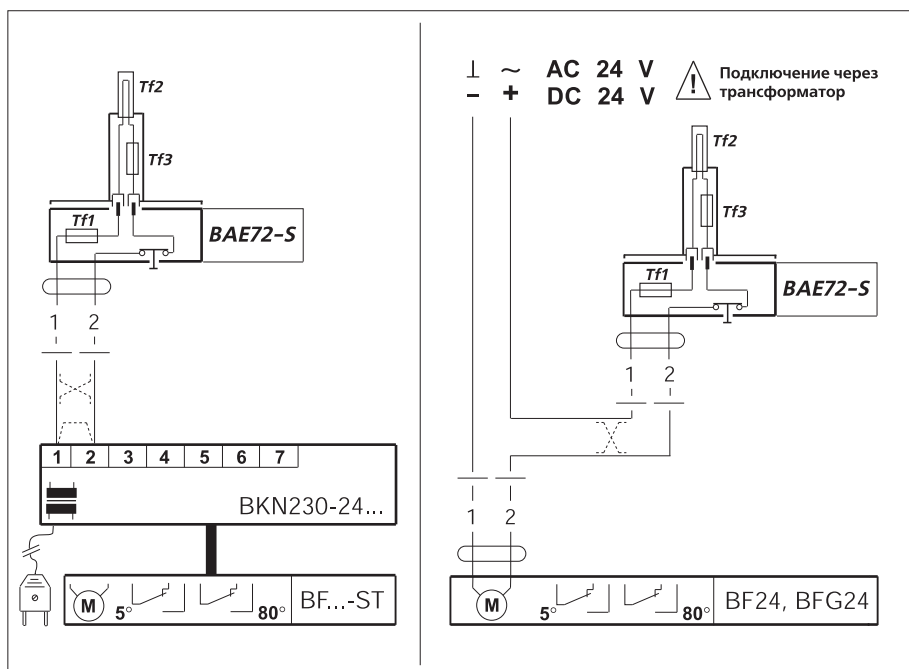 Tf2
Tf3
Tf1
BAE72-S
1 2
1 2 3 4 5 6 7
BKN230-24...
M 5° 80° BF...-ST
⊥ ~ AC 24 V
- + DC 24 V
! Подключение через
трансформатор
Tf2
Tf3
Tf1
BAE72-S
1 2
1 2
M 5° 80° BF24, BFG24